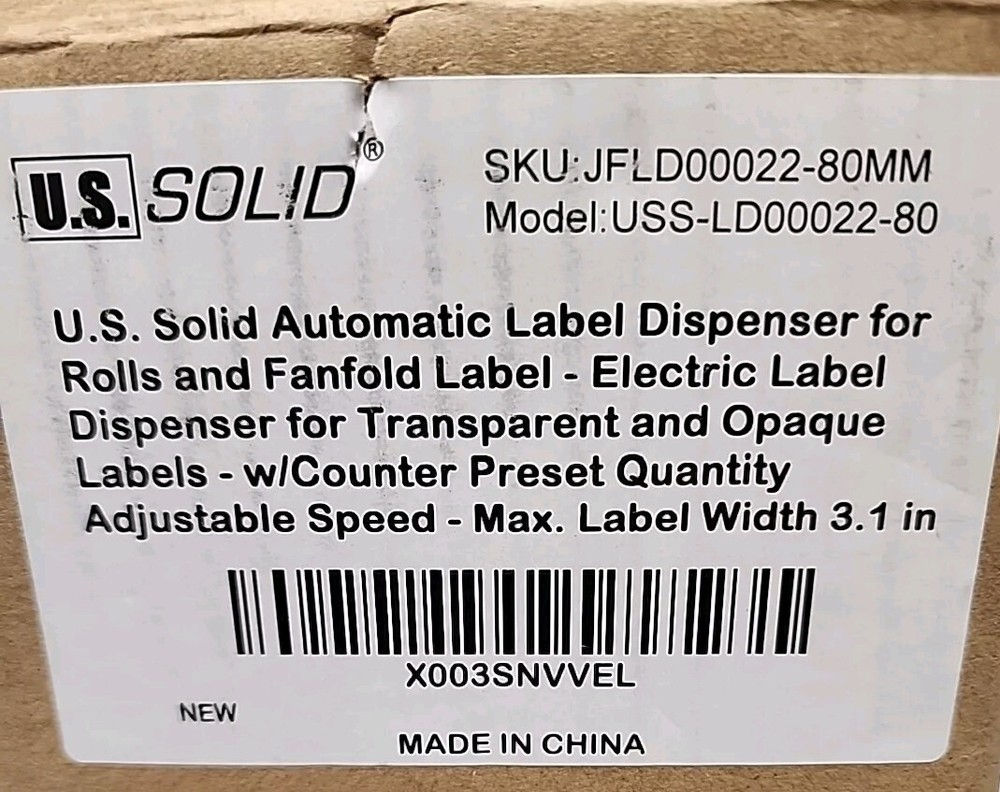 U.S. SOLID®
SKU:JFLD00022-80MM
Model:USS-LD00022-80
U.S. Solid Automatic Label Dispenser for
Rolls and Fanfold Label - Electric Label
Dispenser for Transparent and Opaque
Labels - w/Counter Preset Quantity
Adjustable Speed - Max. Label Width 3.1 in
X003SNVVEL
NEW
MADE IN CHINA